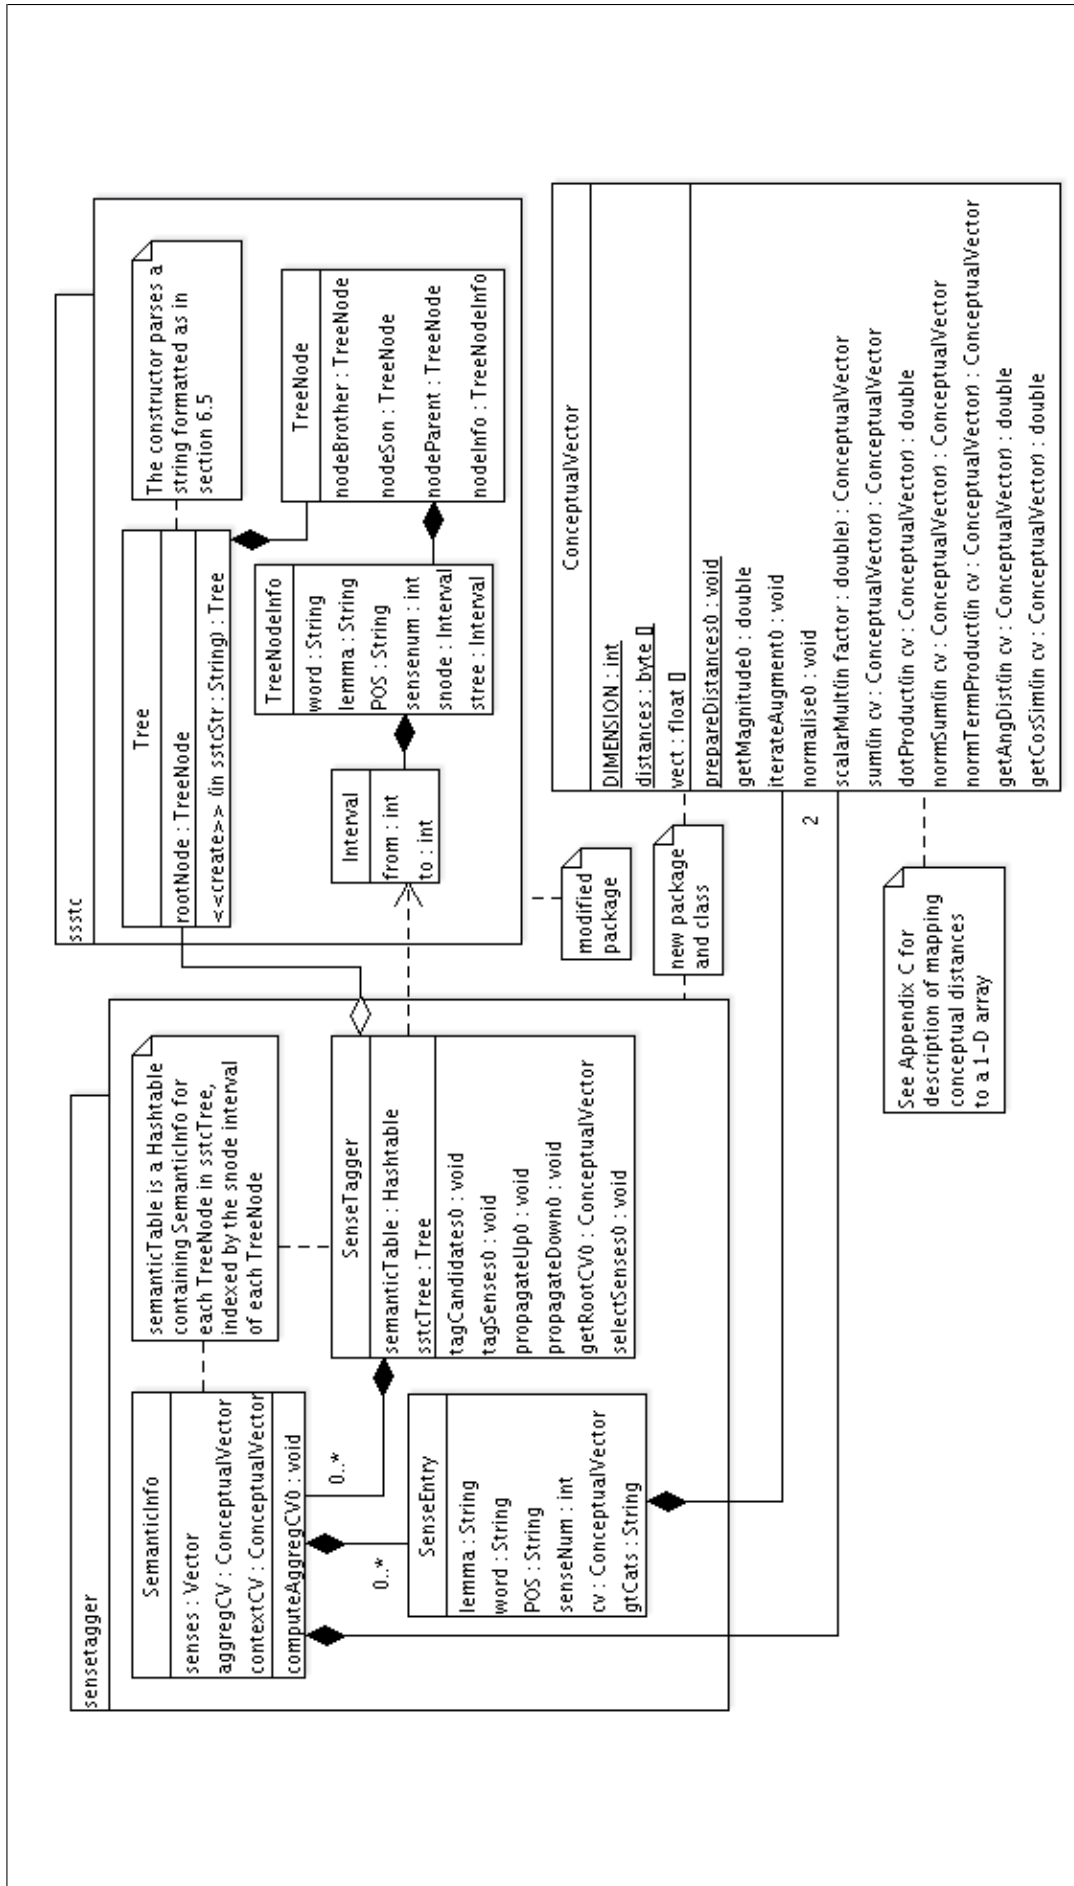 sensetagger
SemanticInfo
senses : Vector
aggregCV : ConceptualVector
contextCV : ConceptualVector
computeAggregCV() : void
semanticTable is a Hashtable
containing SemanticInfo for
each TreeNode in sstcTree,
indexed by the snode interval
of each TreeNode
0..*
0..*
SenseEntry
lemma : String
word : String
POS : String
senseNum : int
cv : ConceptualVector
gtCats : String
SenseTagger
semanticTable : Hashtable
sstcTree : Tree
tagCandidates() : void
tagSenses() : void
propagateUp() : void
propagateDown() : void
getRootCV() : ConceptualVector
selectSenses() : void
ssstc
Tree
rootNode : TreeNode
<<create>> (in sstcStr : String) : Tree
The constructor parses a
string formatted as in
section 6.5
Interval
from : int
to : int
TreeNodeInfo
word : String
lemma : String
POS : String
sensenum : int
snode : Interval
stree : Interval
TreeNode
nodeBrother : TreeNode
nodeSon : TreeNode
nodeParent : TreeNode
nodeInfo : TreeNodeInfo
modified
package
new package
and class
2
See Appendix C for
description of mapping
conceptual distances
to a 1-D array
ConceptualVector
DIMENSION : int
distances : byte []
vect : float []
prepareDistances() : void
getMagnitude() : double
iterateAugment() : void
normalise() : void
scalarMult(in factor : double) : ConceptualVector
sum(in cv : ConceptualVector) : ConceptualVector
dotProduct(in cv : ConceptualVector) : double
normSum(in cv : ConceptualVector) : ConceptualVector
normTermProduct(in cv : ConceptualVector) : ConceptualVector
getAngDist(in cv : ConceptualVector) : double
getCosSim(in cv : ConceptualVector) : double